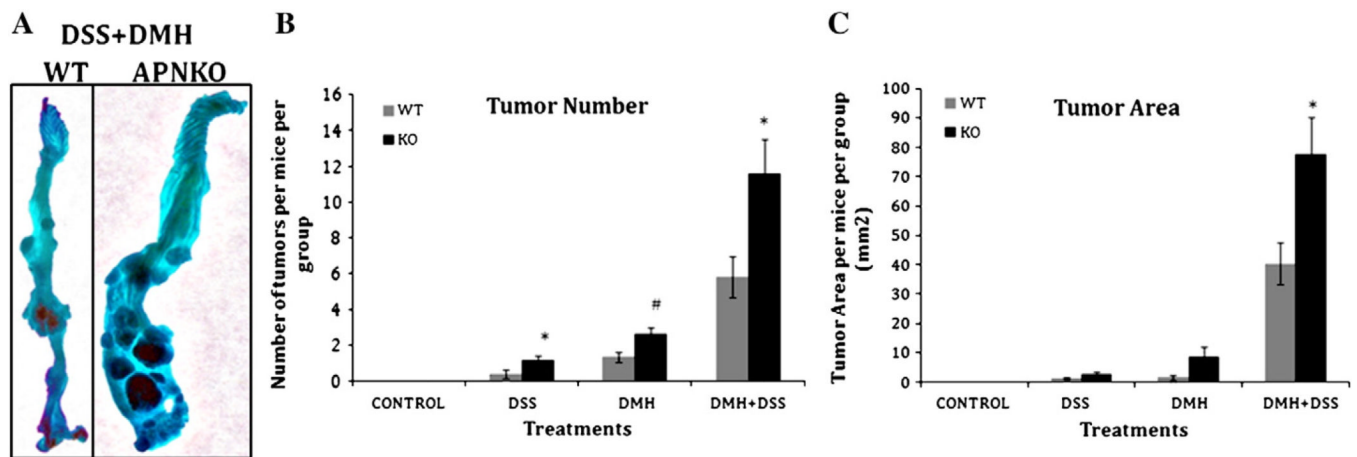 A
DSS+DMH
WT APNKO
B
Tumor Number
WT
KO
Number of tumors per mice per
group
16
14
12
10
8
6
4
2
0
*
#
*
CONTROL DSS DMH DMH+DSS
Treatments
C
Tumor Area
WT
KO
Tumor Area per mice per group
(mm2)
100
90
80
70
60
50
40
30
20
10
0
*
CONTROL DSS DMH DMH+DSS
Treatments